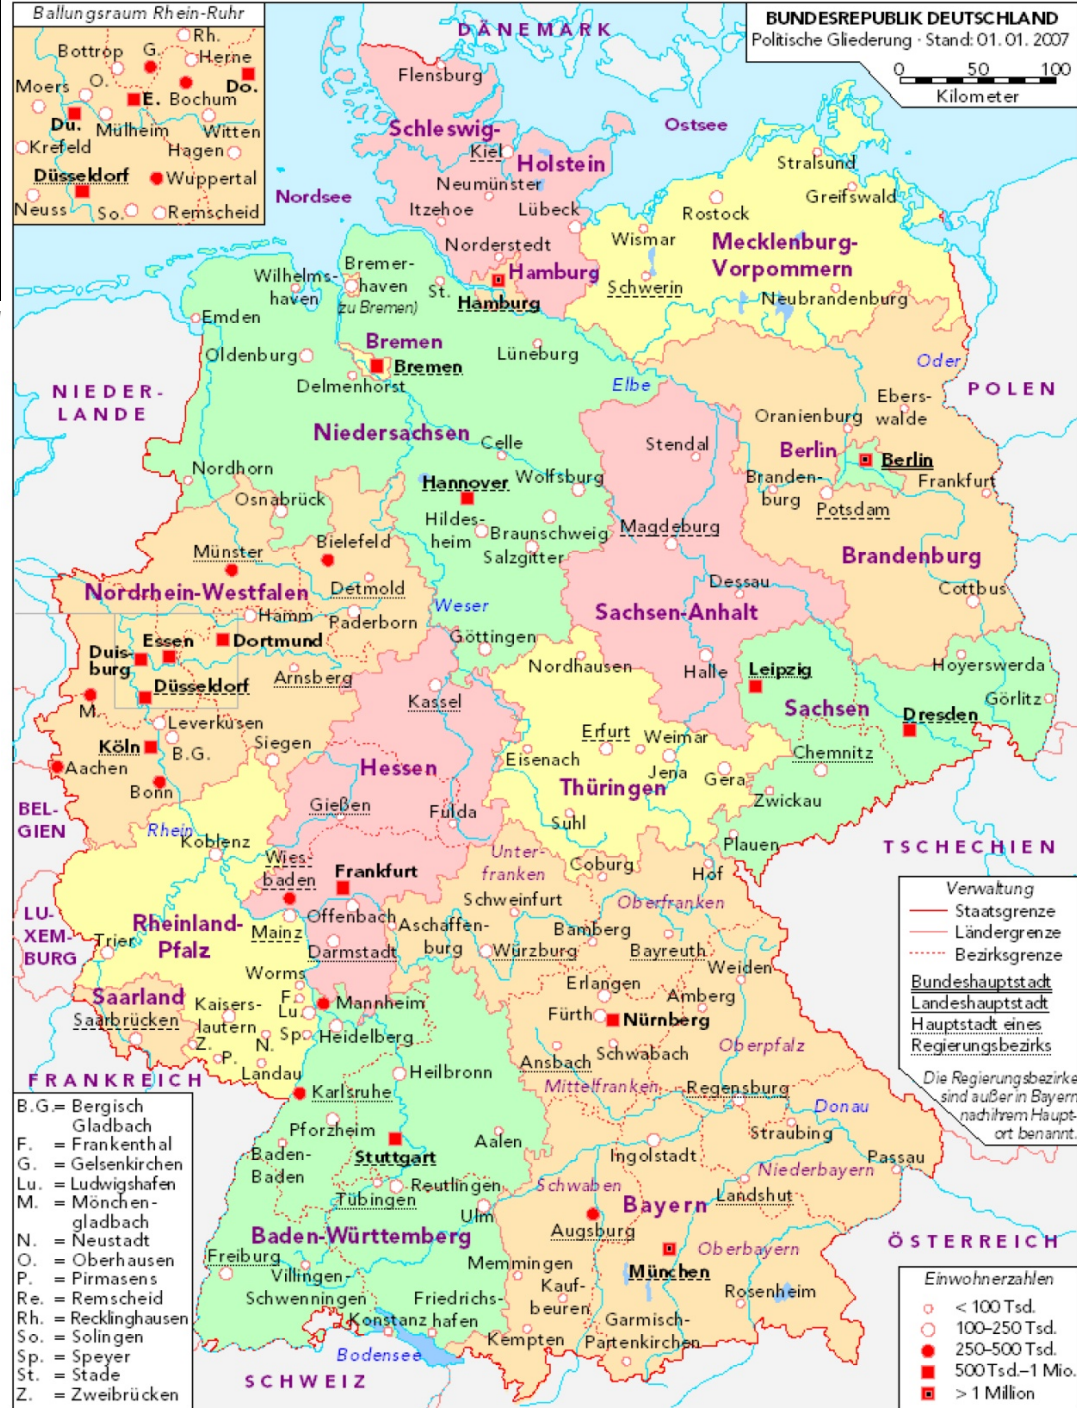 Ballungsraum Rhein-Ruhr
Rh.
Bottrop G. Herne
O. Do.
Moers E. Bochum
Du. Mülheim Witten
Krefeld Hagen
Düsseldorf Wuppertal
Neuss So. Remscheid
BUNDESREPUBLIK DEUTSCHLAND
Politische Gliederung · Stand: 01. 01. 2007
0 50 100
Kilometer
DÄNEMARK
Flensburg
Ostsee
Schleswig-
Holstein
Kiel
Nordsee
Neumünster
Itzehoe Lübeck
Norderstedt
Hamburg
Hamburg
Stralsund
Greifswald
Rostock
Wismar
Mecklenburg-
Vorpommern
Schwerin
Neubrandenburg
Wilhelms-
haven
Bremer-
haven
(zu Bremen)
St.
Emden
Oldenburg
Bremen
Bremen
Delmenhorst
Lüneburg
NIEDER-
LANDE
Elbe
Oder
POLEN
Niedersachsen
Celle
Nordhorn
Hannover
Wolfsburg
Osnabrück
Hildes-
heim
Braunschweig
Salzgitter
Stendal
Magdeburg
Oranienburg
Ebers-
walde
Berlin
Berlin
Branden-
burg
Potsdam
Frankfurt
Brandenburg
Cottbus
Münster
Bielefeld
Nordrhein-Westfalen
Detmold
Hamm
Paderborn
Weser
Göttingen
Sachsen-Anhalt
Dessau
Halle
Duis-
burg
Essen
Dortmund
Düsseldorf
Arnsberg
M.
Leverkusen
Köln
B.G.
Siegen
Aachen
Bonn
Nordhausen
Kassel
Hessen
Leipzig
Sachsen
Hoyerswerda
Görlitz
Dresden
Chemnitz
Zwickau
Plauen
Erfurt
Weimar
Eisenach
Jena
Gera
Thüringen
Suhl
BEL-
GIEN
Rhein
Koblenz
Gießen
Fulda
Wies-
baden
Frankfurt
Offenbach
Mainz
Darmstadt
TSCHECHIEN
LU-
XEM-
BURG
Rheinland-
Pfalz
Trier
Saarland
Saarbrücken
Worms
Kaisers-
lautern
F.
Lu.
Sp.
Z.
P.
N.
Landau
Mannheim
Heidelberg
Unter-
franken
Coburg
Hof
Schweinfurt
Oberfranken
Aschaffen-
burg
Bamberg
Würzburg
Bayreuth
Weiden
Erlangen
Amberg
Fürth
Nürnberg
Ansbach
Schwabach
Oberpfalz
Mittelfranken
Regensburg
Donau
Straubing
Ingolstadt
Passau
Niederbayern
Landshut
FRANKREICH
Karlsruhe
Heilbronn
Pforzheim
Baden-
Baden
Stuttgart
Aalen
Reutlingen
Tübingen
Ulm
Baden-Württemberg
Freiburg
Villingen-
Schwenningen
Schwaben
Bayern
Augsburg
Oberbayern
München
Memmingen
Kauf-
beuren
Rosenheim
Friedrichs-
hafen
Konstanz
Kempten
Garmisch-
Partenkirchen
Bodensee
SCHWEIZ
ÖSTERREICH
B.G.= Bergisch
Gladbach
F. = Frankenthal
G. = Gelsenkirchen
Lu. = Ludwigshafen
M. = Mönchen-
gladbach
N. = Neustadt
O. = Oberhausen
P. = Pirmasens
Re. = Remscheid
Rh. = Recklinghausen
So. = Solingen
Sp. = Speyer
St. = Stade
Z. = Zweibrücken
Verwaltung
Staatsgrenze
Ländergrenze
Bezirksgrenze
Bundeshauptstadt
Landeshauptstadt
Hauptstadt eines
Regierungsbezirks
Die Regierungsbezirke
sind außer in Bayern
nach ihrem Haupt-
ort benannt.
Einwohnerzahlen
< 100 Tsd.
100–250 Tsd.
250–500 Tsd.
500 Tsd.–1 Mio.
> 1 Million